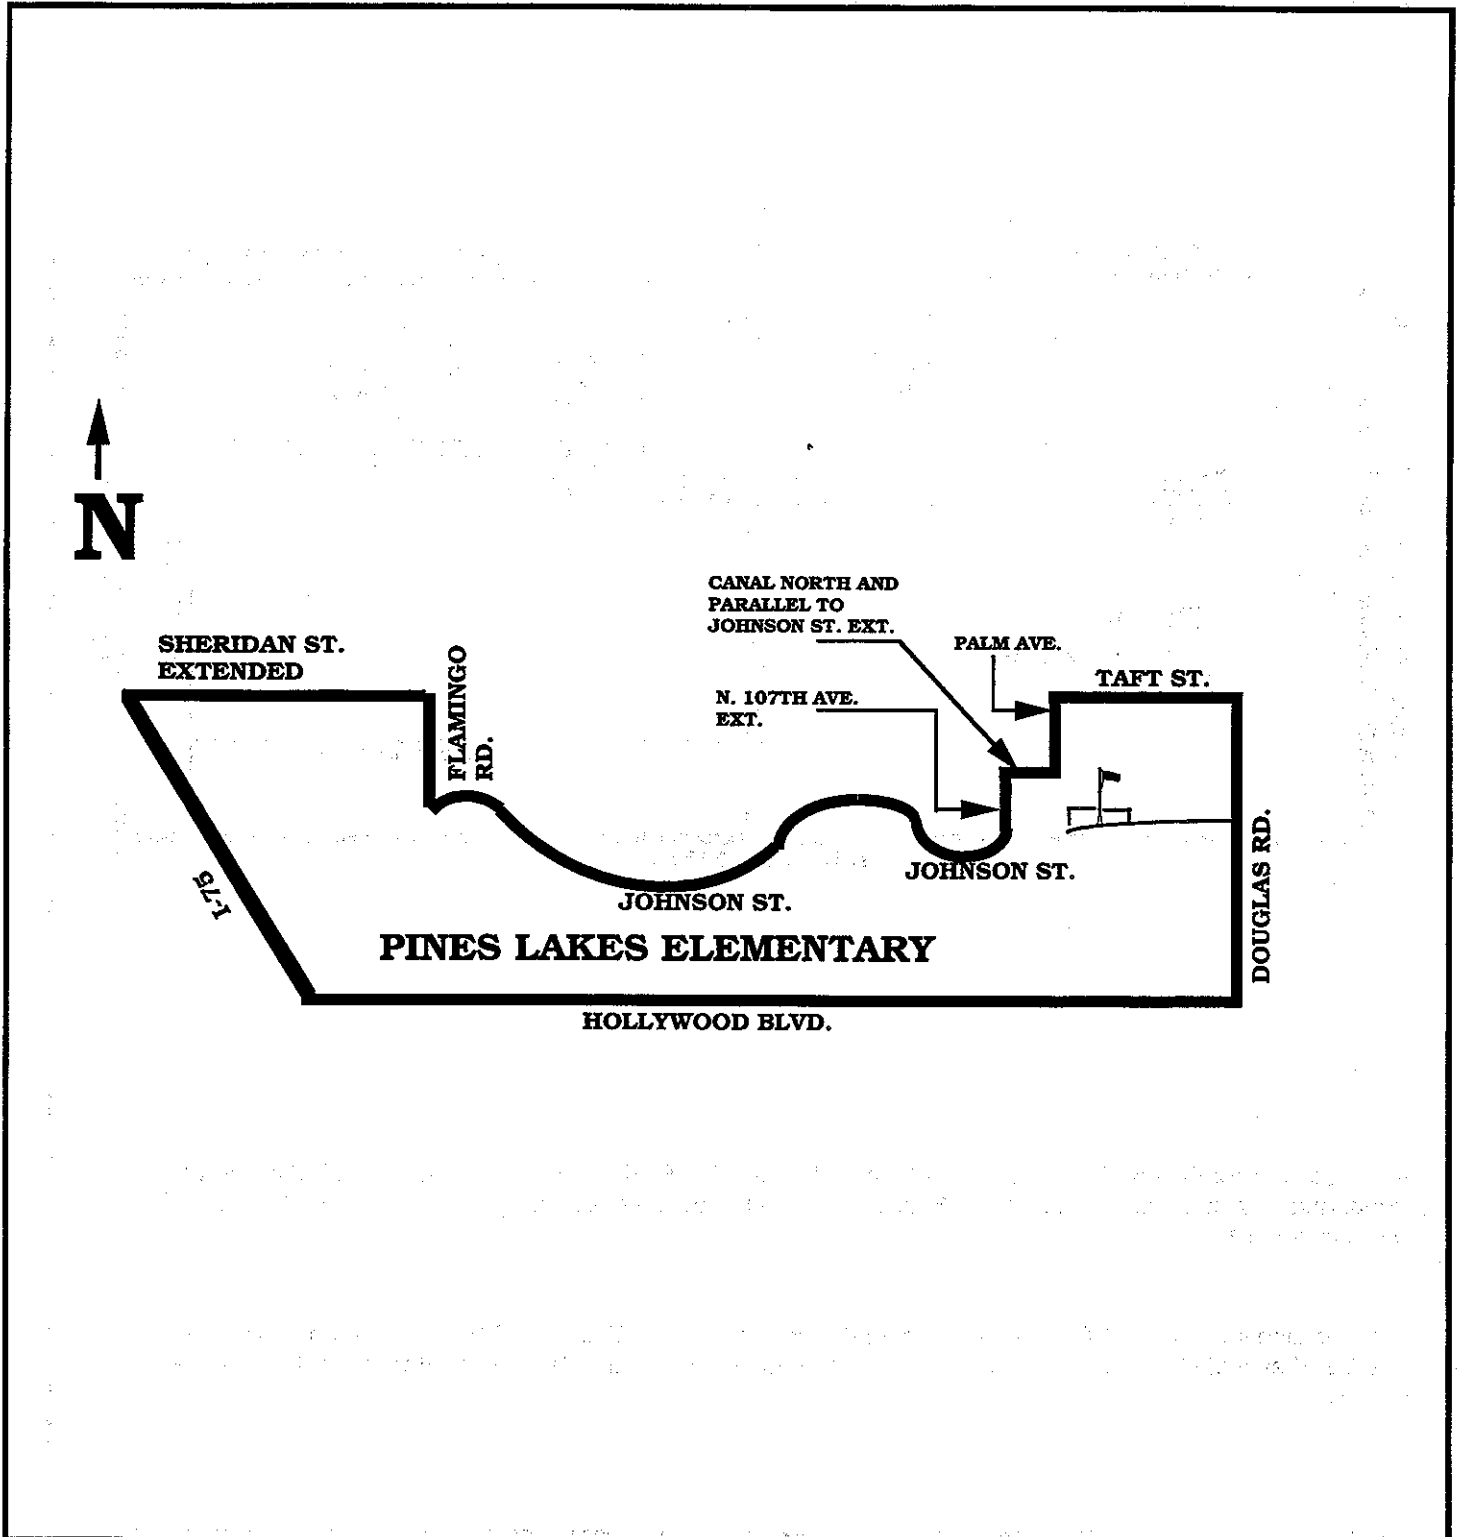 N
CANAL NORTH AND
PARALLEL TO
JOHNSON ST. EXT.
SHERIDAN ST.
EXTENDED
FLAMINGO
RD.
PALM AVE.
TAFT ST.
N. 107TH AVE.
EXT.
I-75
JOHNSON ST.
JOHNSON ST.
DOUGLAS RD.
PINES LAKES ELEMENTARY
HOLLYWOOD BLVD.